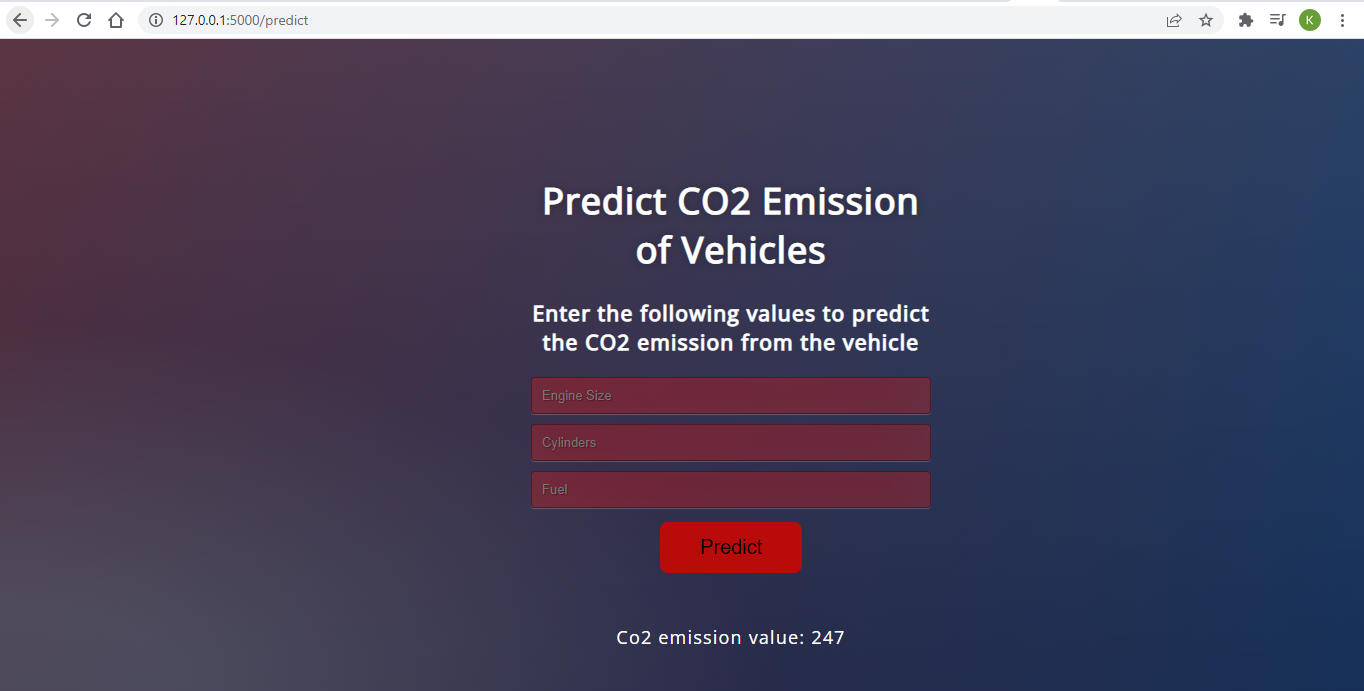 127.0.0.1:5000/predict
K
Predict CO2 Emission
of Vehicles
Enter the following values to predict
the CO2 emission from the vehicle
Engine Size
Cylinders
Fuel
Predict
Co2 emission value: 247